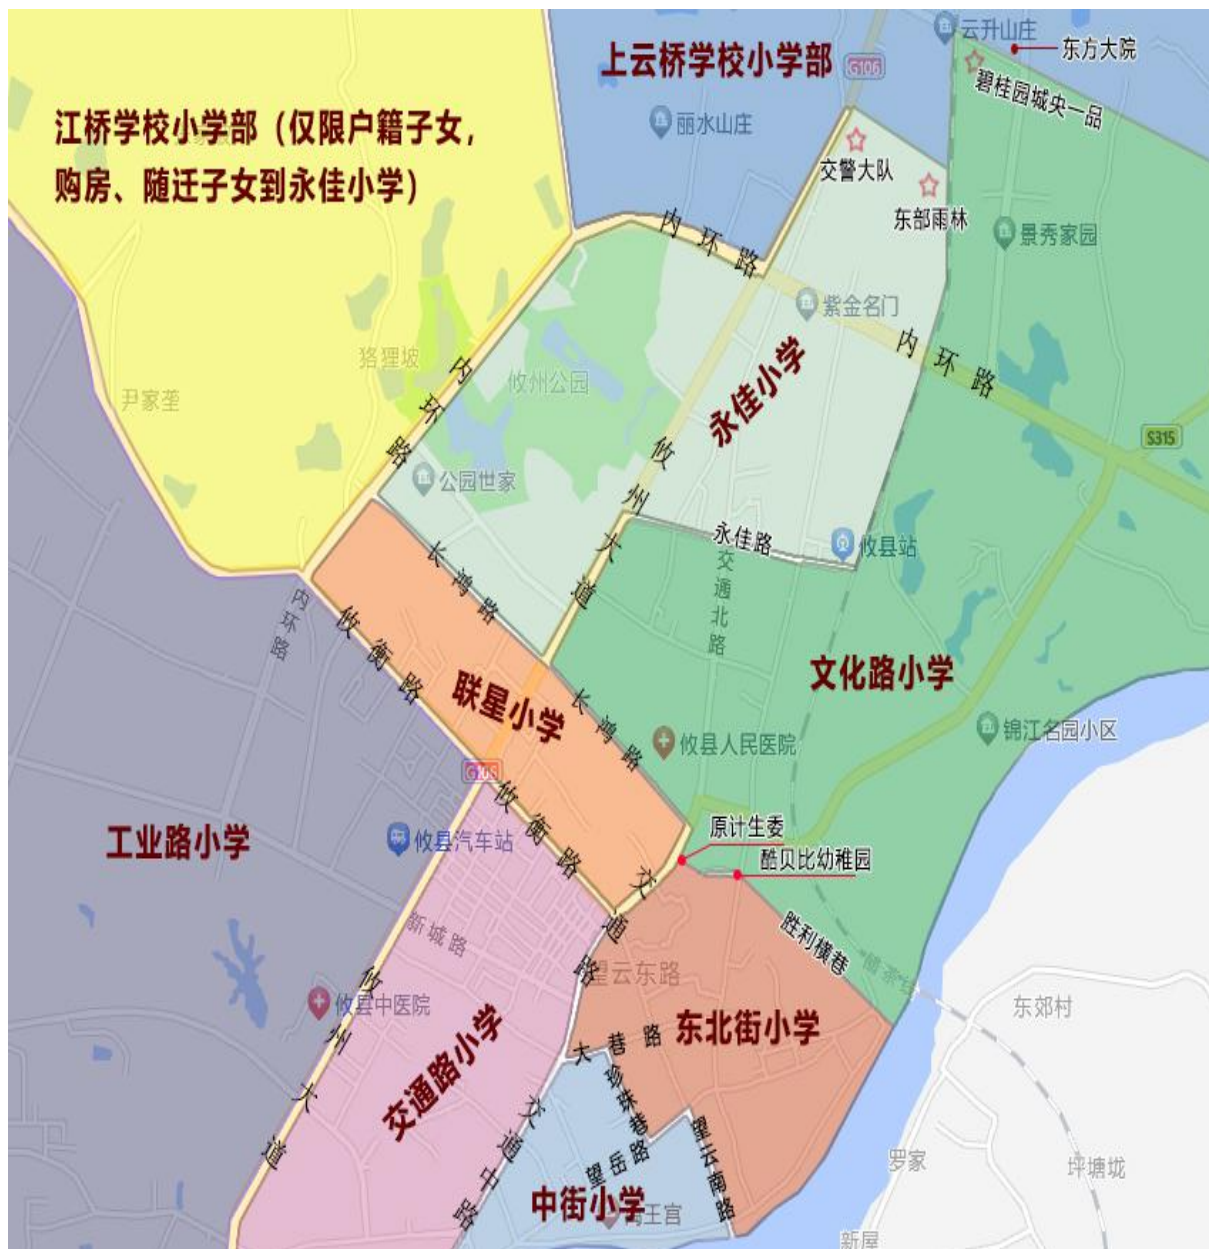 云升山庄
东方大院
上云桥学校小学部
G106
碧桂园城央一品
丽水山庄
江桥学校小学部（仅限户籍子女，
购房、随迁子女到永佳小学）
交警大队
东部雨林
内环路
景秀家园
紫金名门
内环路
狢狸坡
内环路
攸州公园
永佳小学
尹家垄
S315
公园世家
攸州大道
永佳路
攸县站
长鸿路
交通北路
内环路
攸衡路
文化路小学
联星小学
长鸿路
攸县人民医院
锦江名园小区
攸衡路
原计生委
工业路小学
攸县汽车站
酷贝比幼稚园
交通路
新城路
胜利横巷
望云东路
攸县中医院
攸州大道
东郊村
东北街小学
交通路小学
大巷路
珍珠巷
交通中路
望岳路
望云南路
罗家
坪塘垅
中街小学
新屋